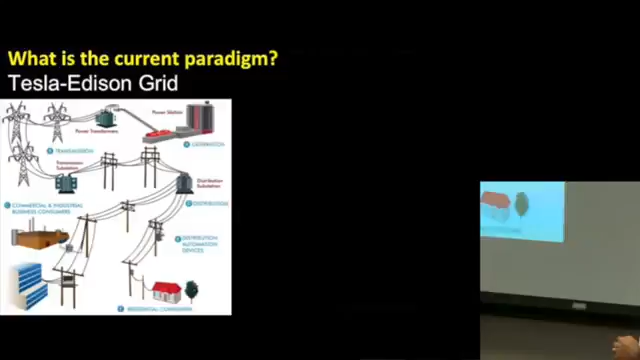 What is the current paradigm?
Tesla-Edison Grid
Power Station
Power Transformers
GENERATION
TRANSMISSION
Transmission
Substation
Distribution
Substation
COMMERCIAL & INDUSTRIAL
BUSINESS CONSUMERS
DISTRIBUTION
DISTRIBUTION
AUTOMATION
DEVICES
RESIDENTIAL CONSUMERS